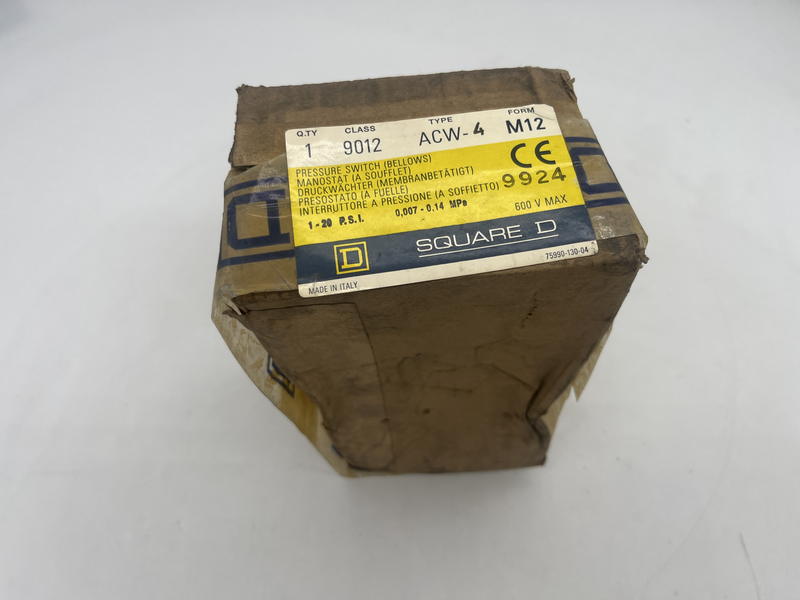 Q.TY CLASS TYPE FORM
1 9012 ACW-4 M12
PRESSURE SWITCH (BELLOWS)
MANOSTAT (A SOUFFLET)
DRUCKWÄCHTER (MEMBRANBETÄTIGT)
PRESOSTATO (A FUELLE)
INTERRUTTORE A PRESSIONE (A SOFFIETTO)
CE
9924
1-20 P.S.I. 0,007-0.14 MPa 600 V MAX
D SQUARE D
MADE IN ITALY 75990-130-04